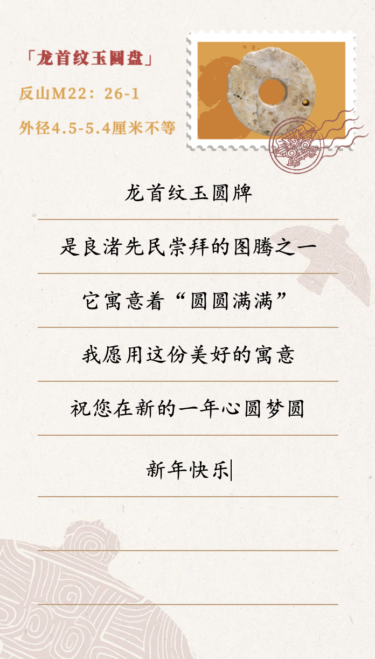 「龙首纹玉圆盘」
反山M22：26-1
外径4.5-5.4厘米不等
龙首纹玉圆牌
是良渚先民崇拜的图腾之一
它寓意着“圆圆满满”
我愿用这份美好的寓意
祝您在新的一年心圆梦圆
新年快乐